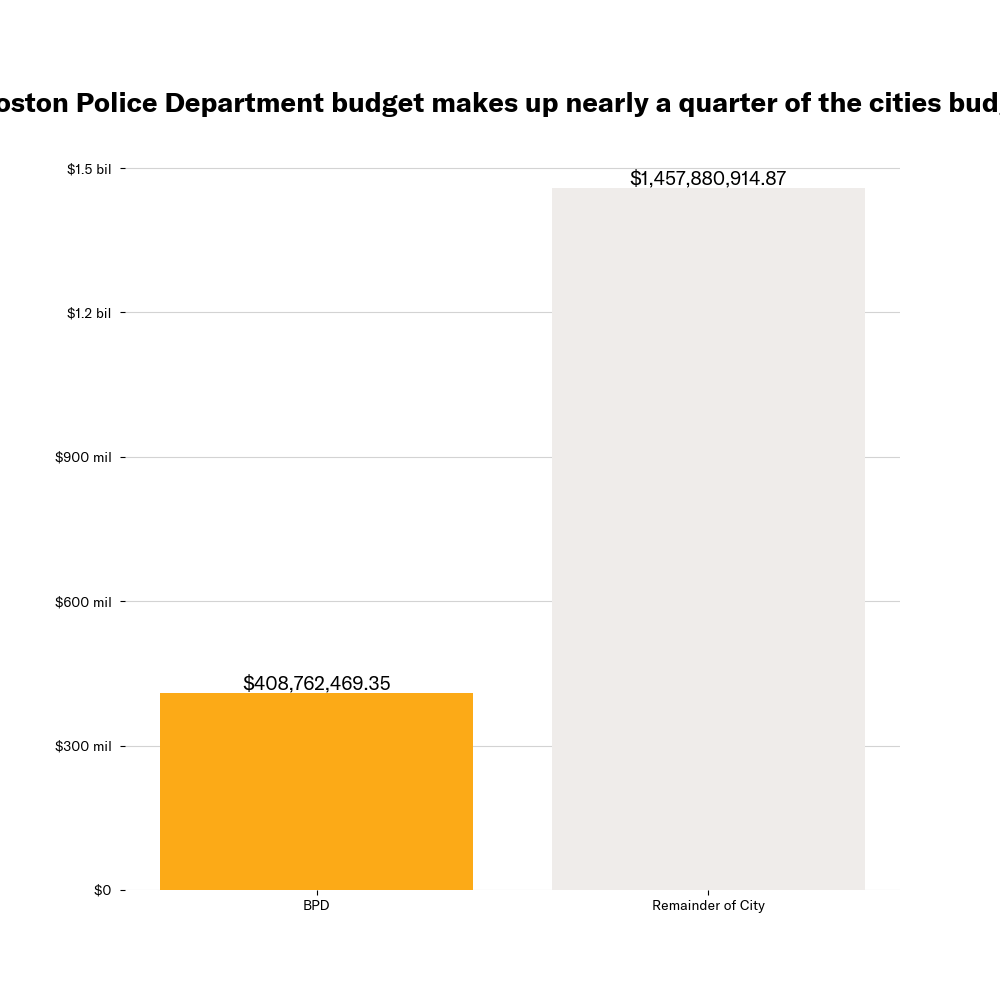 oston Police Department budget makes up nearly a quarter of the cities bud
$1.5 bil
$1,457,880,914.87
$1.2 bil
$900 mil
$600 mil
$408,762,469.35
$300 mil
$0
BPD
Remainder of City